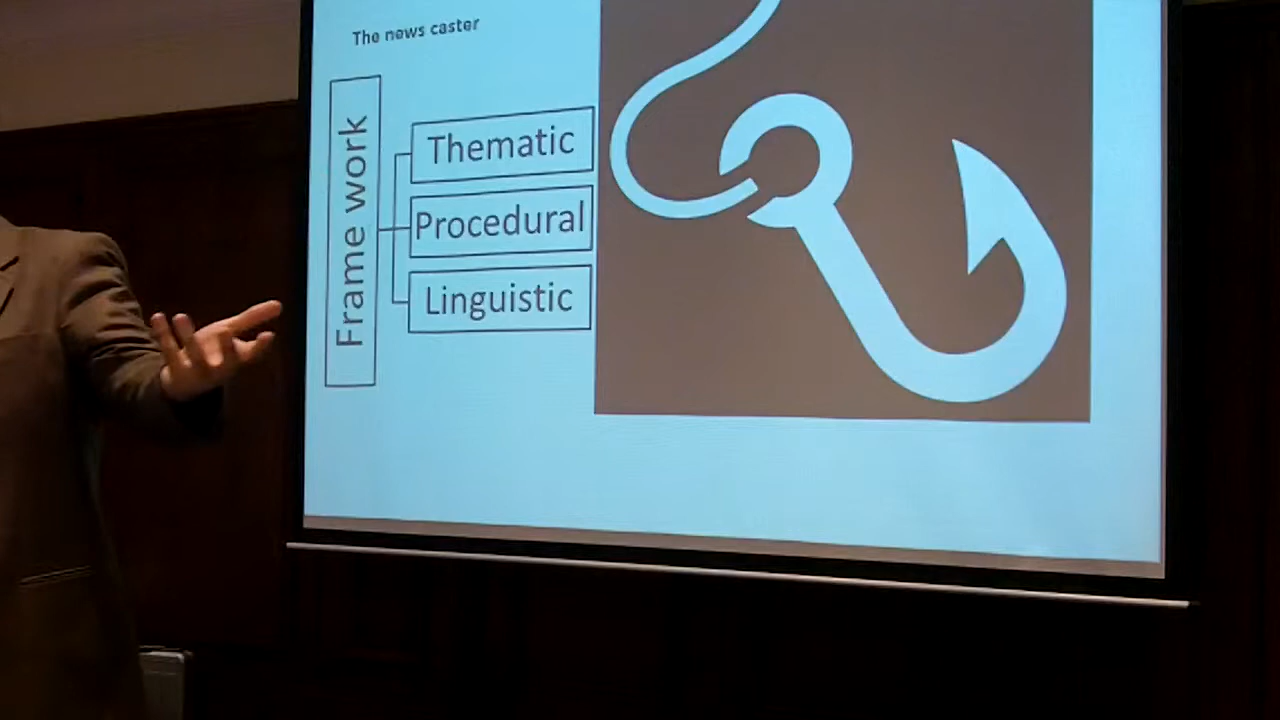 The news caster
Frame work
Thematic
Procedural
Linguistic